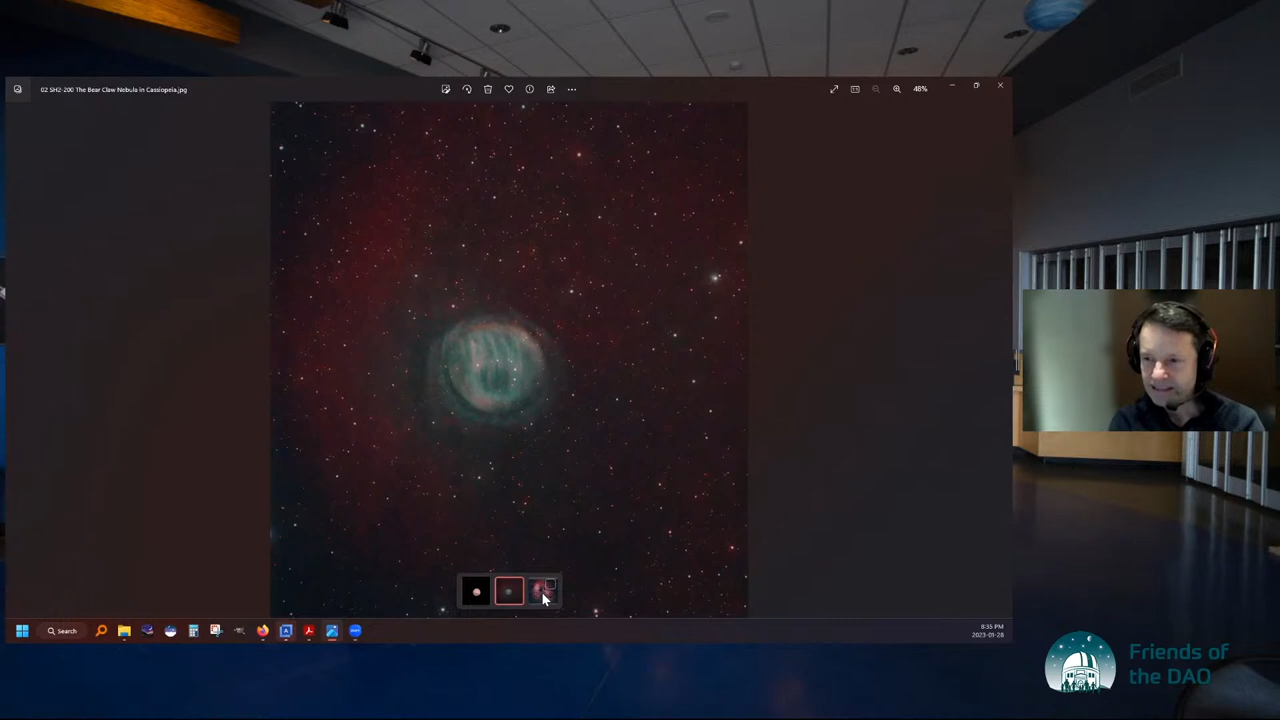 02 SH2-200 The Bear Claw Nebula in Cassiopeia.jpg
48%
Search
8:35 PM
2023-01-28
Friends of
the DAO